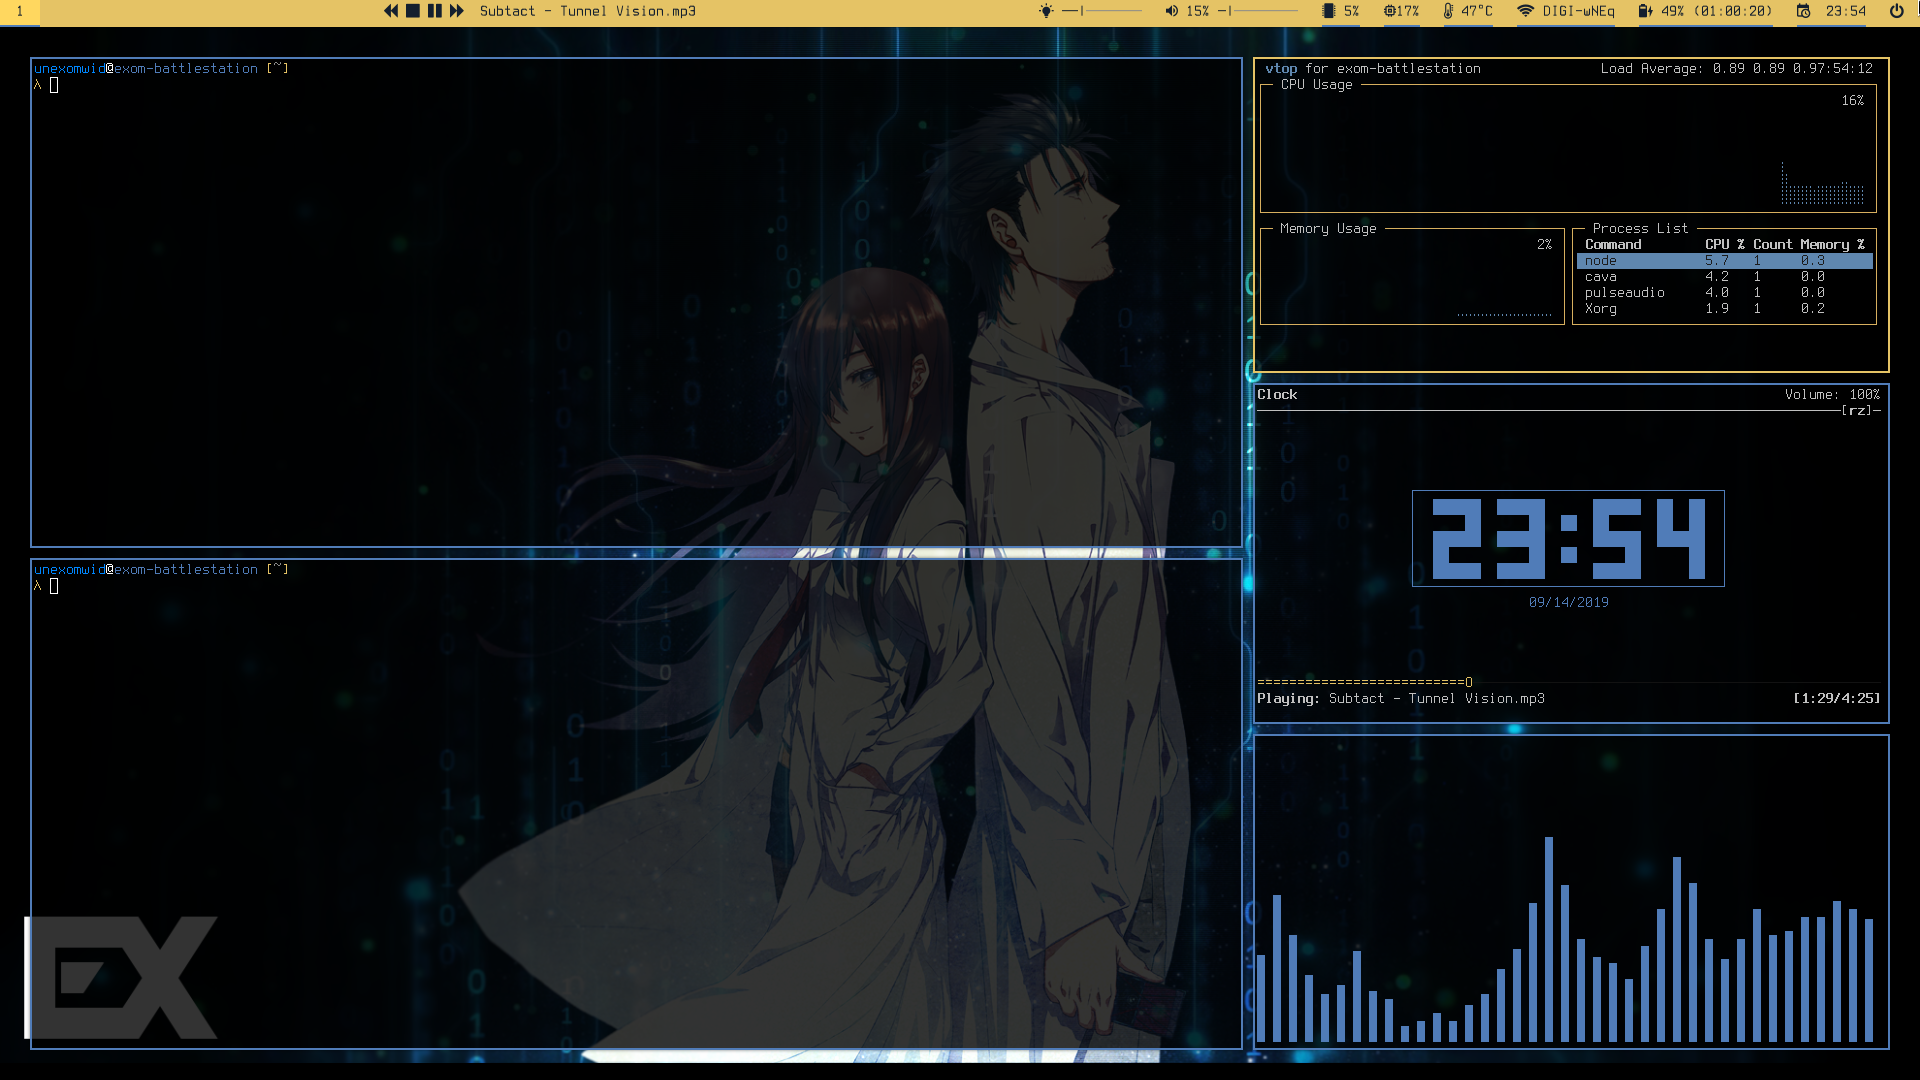 1 Subtact - Tunnel Vision.mp3 15% 5% 17% 47°C DIGI-wNEq 49% (01:00:20) 23:54
unexomwid@exom-battlestation [~]
λ
unexomwid@exom-battlestation [~]
λ
EX
vtop for exom-battlestation Load Average: 0.89 0.89 0.97:54:12
CPU Usage
16%
Memory Usage
2%
Process List
Command CPU % Count Memory %
node 5.7 1 0.3
cava 4.2 1 0.0
pulseaudio 4.0 1 0.0
Xorg 1.9 1 0.2
Clock Volume: 100%
[rz]
23:54
09/14/2019
==========================O
Playing: Subtact - Tunnel Vision.mp3 [1:29/4:25]